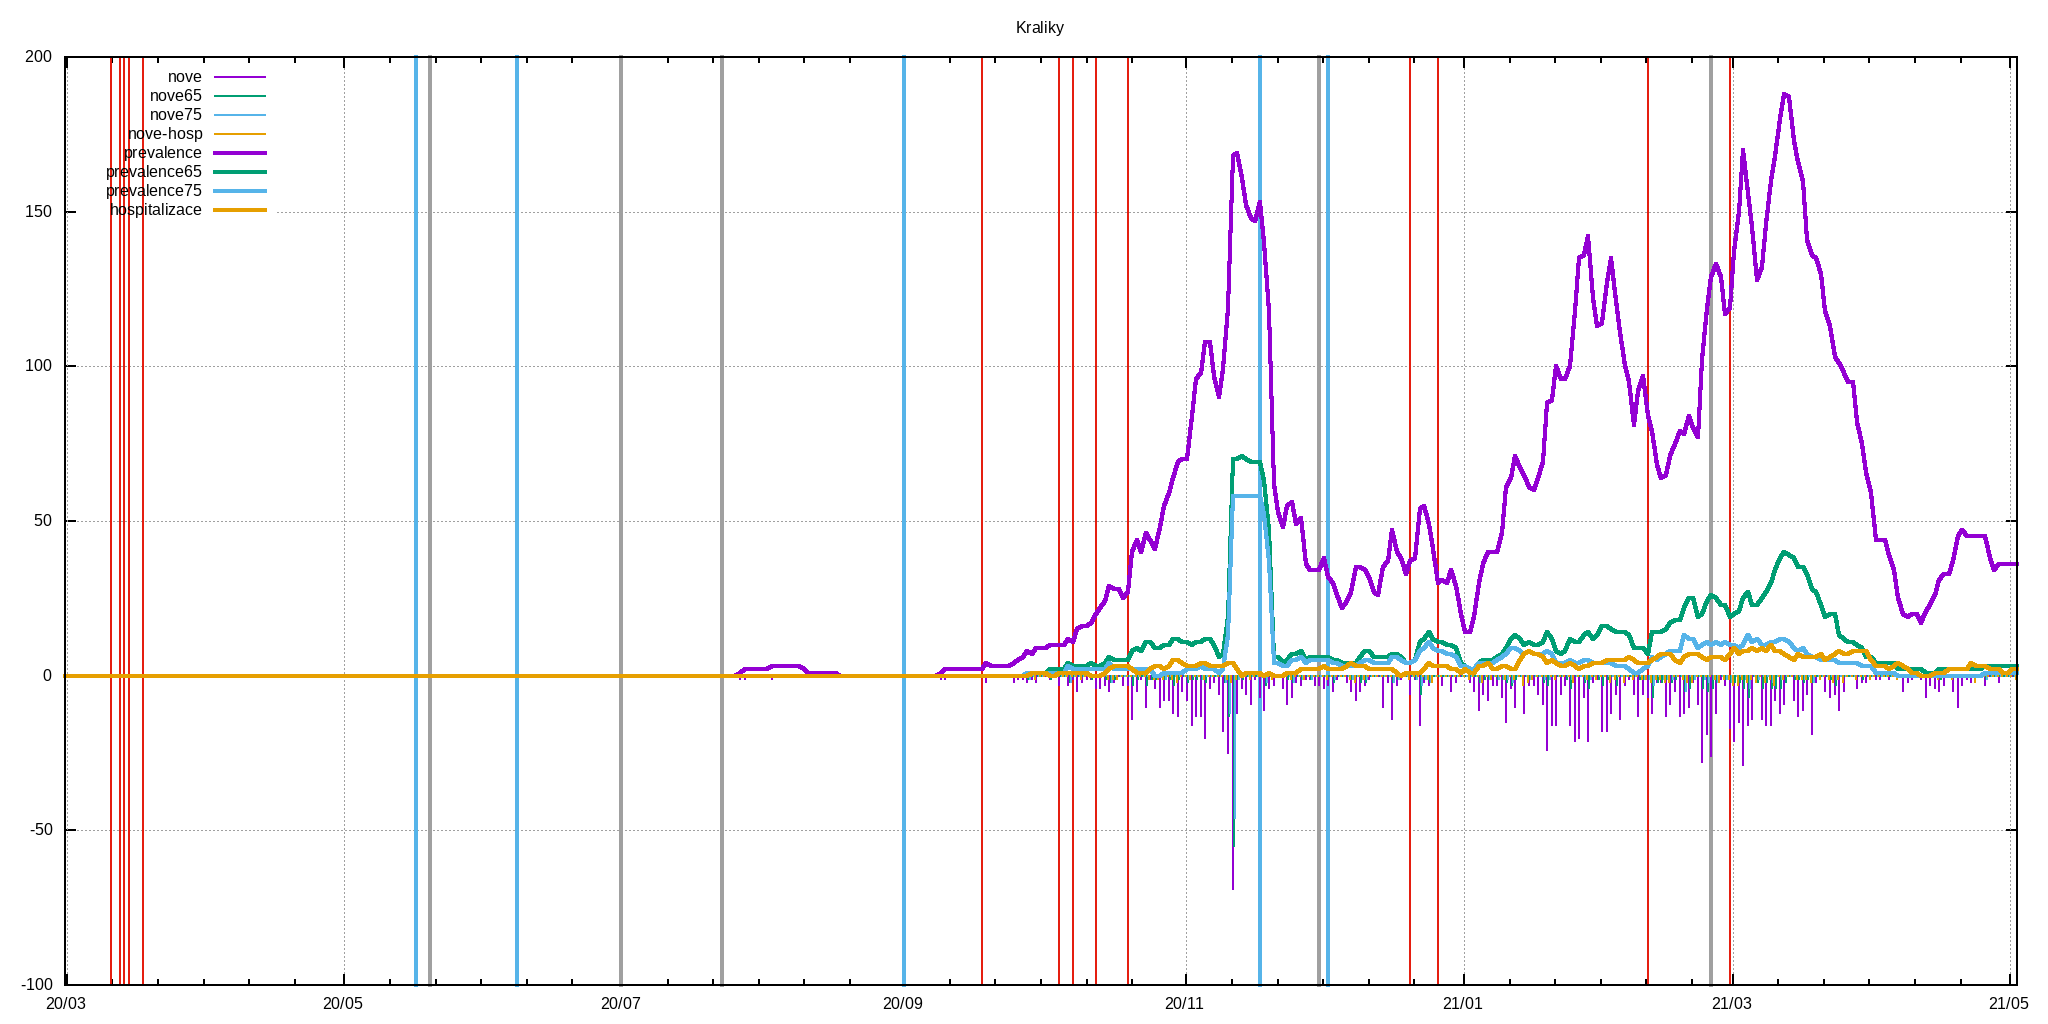 Kraliky
200
150
100
50
0
-50
-100
nove
nove65
nove75
nove-hosp
prevalence
prevalence65
prevalence75
hospitalizace
20/03 20/05 20/07 20/09 20/11 21/01 21/03 21/05